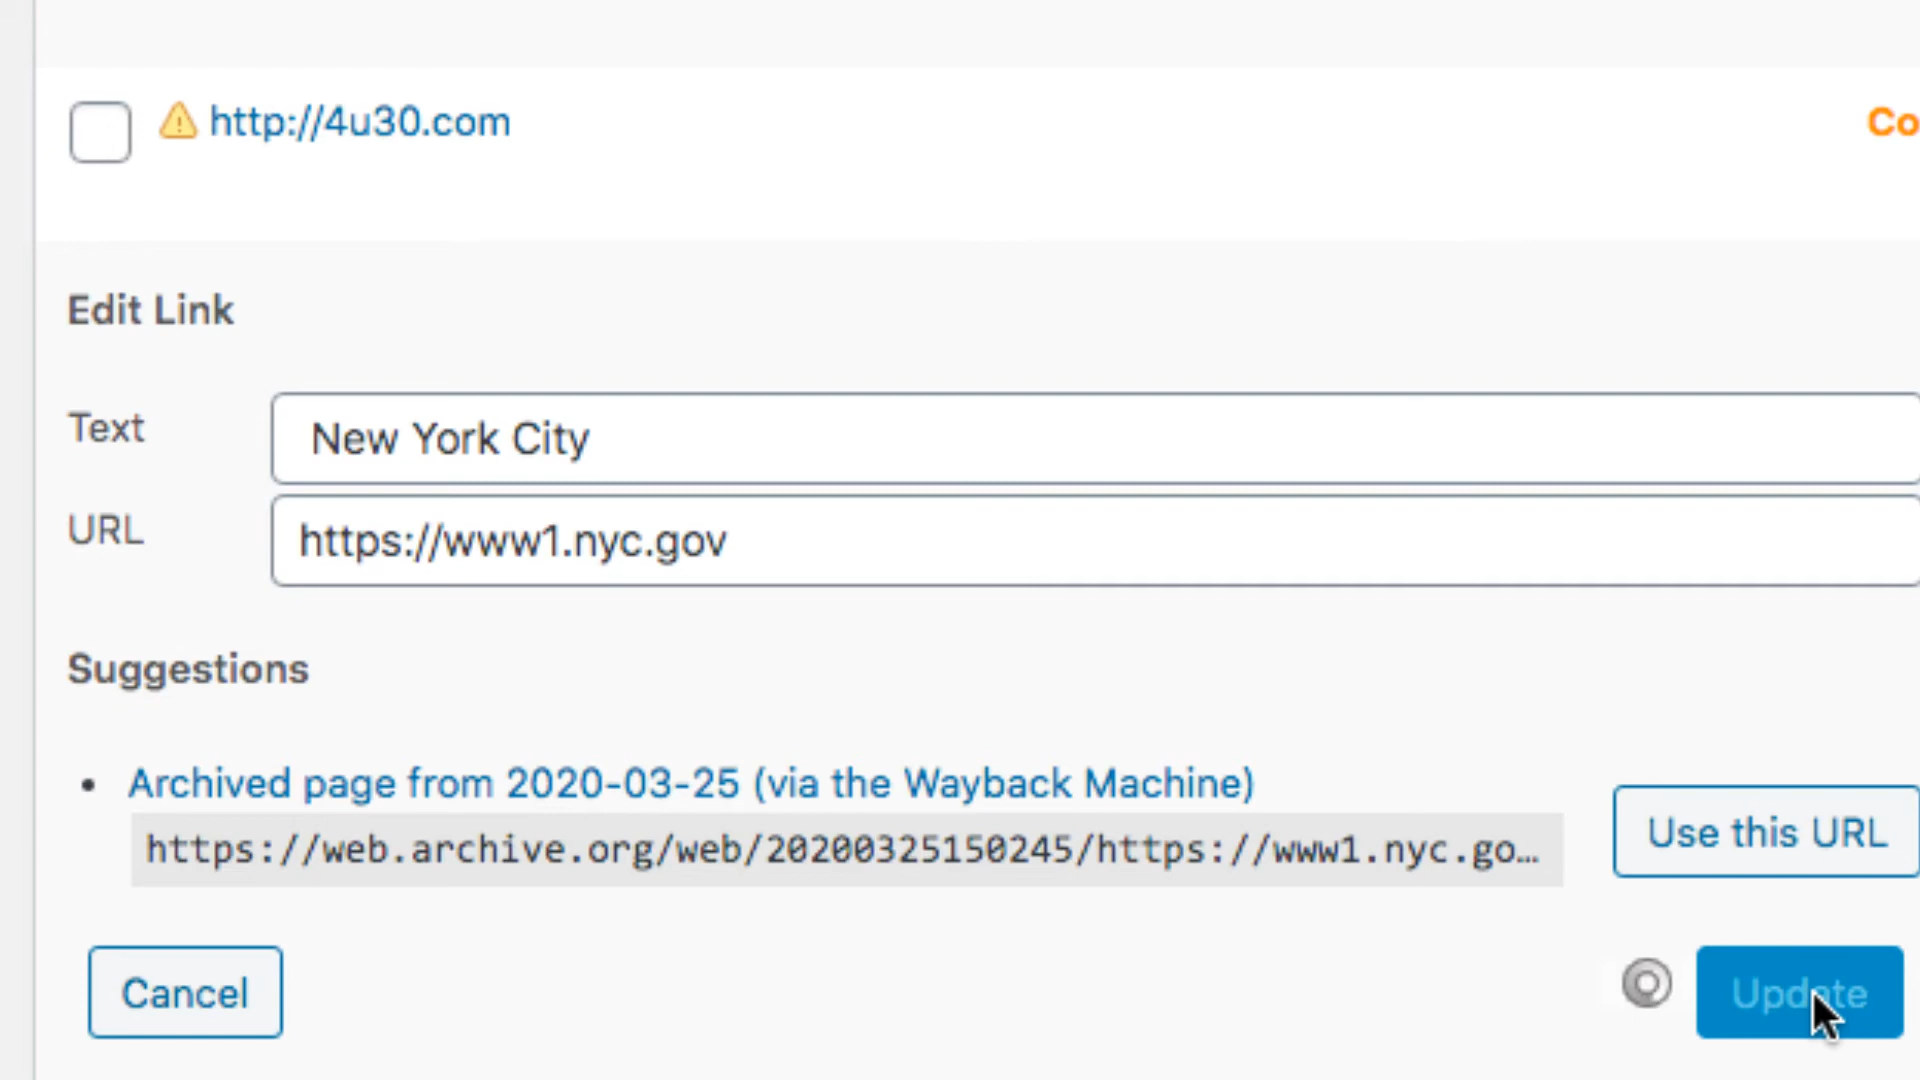 http://4u30.com
Co
Edit Link
Text
New York City
URL
https://www1.nyc.gov
Suggestions
• Archived page from 2020-03-25 (via the Wayback Machine)
https://web.archive.org/web/20200325150245/https://www1.nyc.go…
Use this URL
Cancel
Update